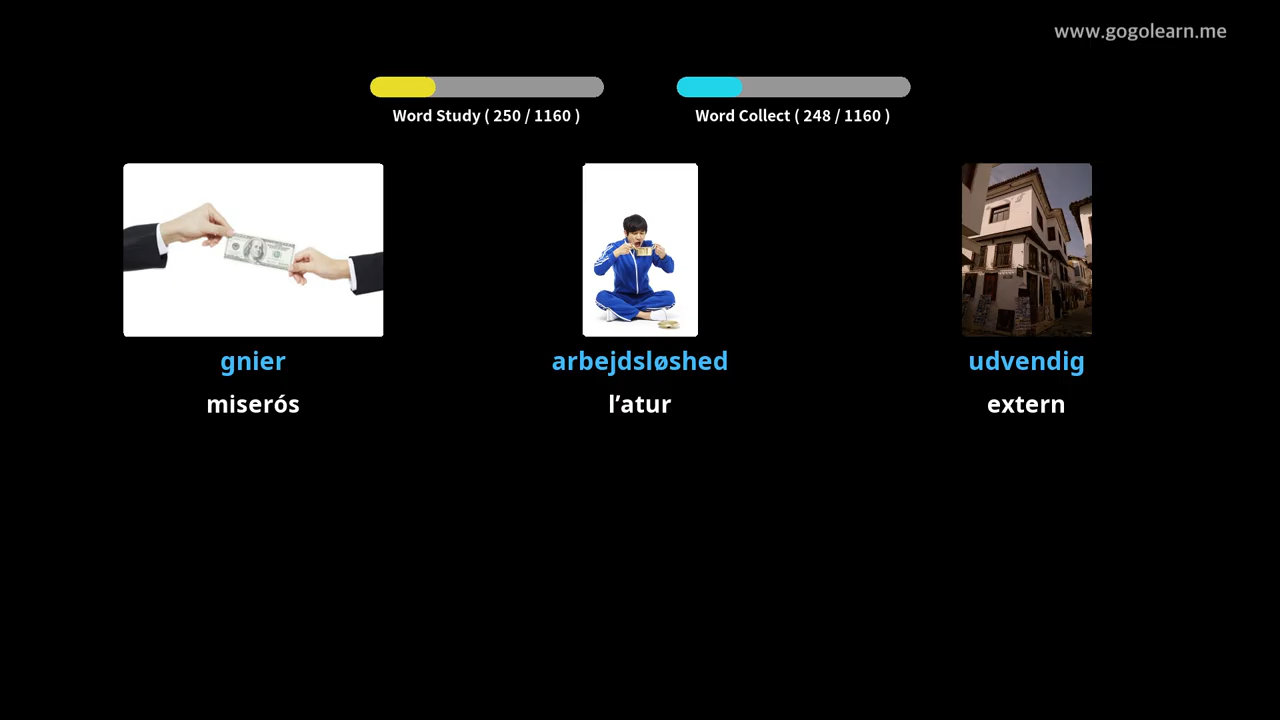 www.gogolearn.me
Word Study ( 250 / 1160 )
Word Collect ( 248 / 1160 )
gnier
arbejdsløshed
udvendig
miserós
l’atur
extern